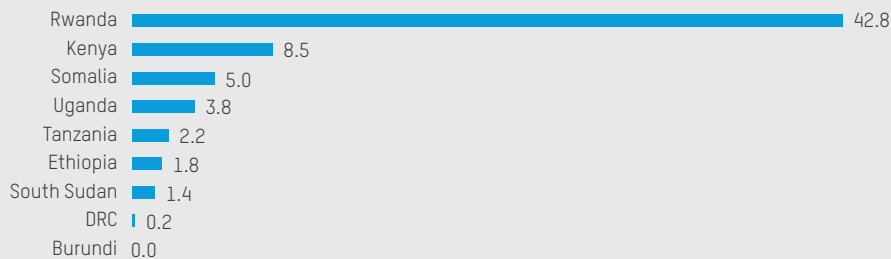 Rwanda 42.8
Kenya 8.5
Somalia 5.0
Uganda 3.8
Tanzania 2.2
Ethiopia 1.8
South Sudan 1.4
DRC 0.2
Burundi 0.0